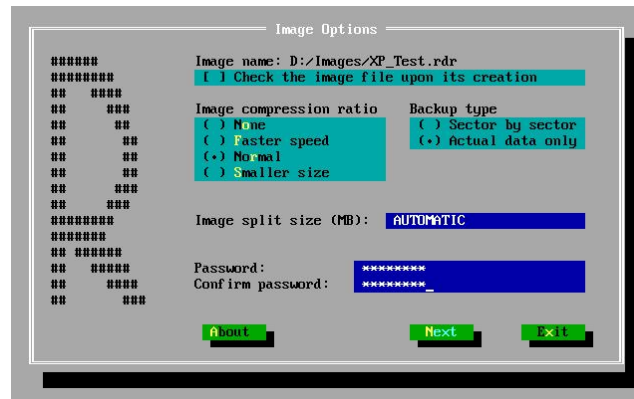 Image Options
Image name: D:/Images/XP_Test.rdr
[ ] Check the image file upon its creation
Image compression ratio
( ) None
( ) Faster speed
(•) Normal
( ) Smaller size
Backup type
( ) Sector by sector
(•) Actual data only
Image split size (MB): AUTOMATIC
Password: ********
Confirm password: ********_
About
Next
Exit